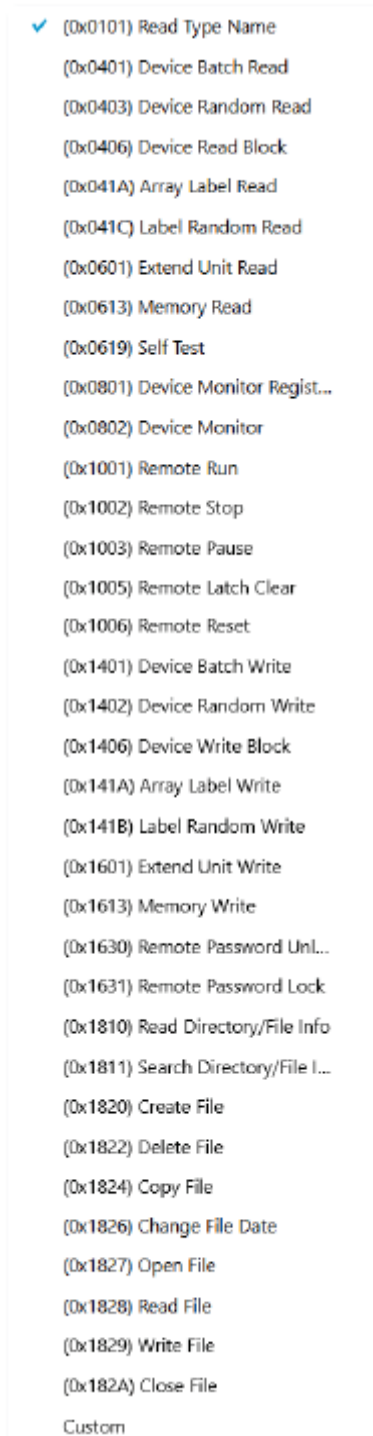 (0x0101) Read Type Name
(0x0401) Device Batch Read
(0x0403) Device Random Read
(0x0406) Device Read Block
(0x041A) Array Label Read
(0x041C) Label Random Read
(0x0601) Extend Unit Read
(0x0613) Memory Read
(0x0619) Self Test
(0x0801) Device Monitor Regist...
(0x0802) Device Monitor
(0x1001) Remote Run
(0x1002) Remote Stop
(0x1003) Remote Pause
(0x1005) Remote Latch Clear
(0x1006) Remote Reset
(0x1401) Device Batch Write
(0x1402) Device Random Write
(0x1406) Device Write Block
(0x141A) Array Label Write
(0x141B) Label Random Write
(0x1601) Extend Unit Write
(0x1613) Memory Write
(0x1630) Remote Password Unl...
(0x1631) Remote Password Lock
(0x1810) Read Directory/File Info
(0x1811) Search Directory/File I...
(0x1820) Create File
(0x1822) Delete File
(0x1824) Copy File
(0x1826) Change File Date
(0x1827) Open File
(0x1828) Read File
(0x1829) Write File
(0x182A) Close File
Custom